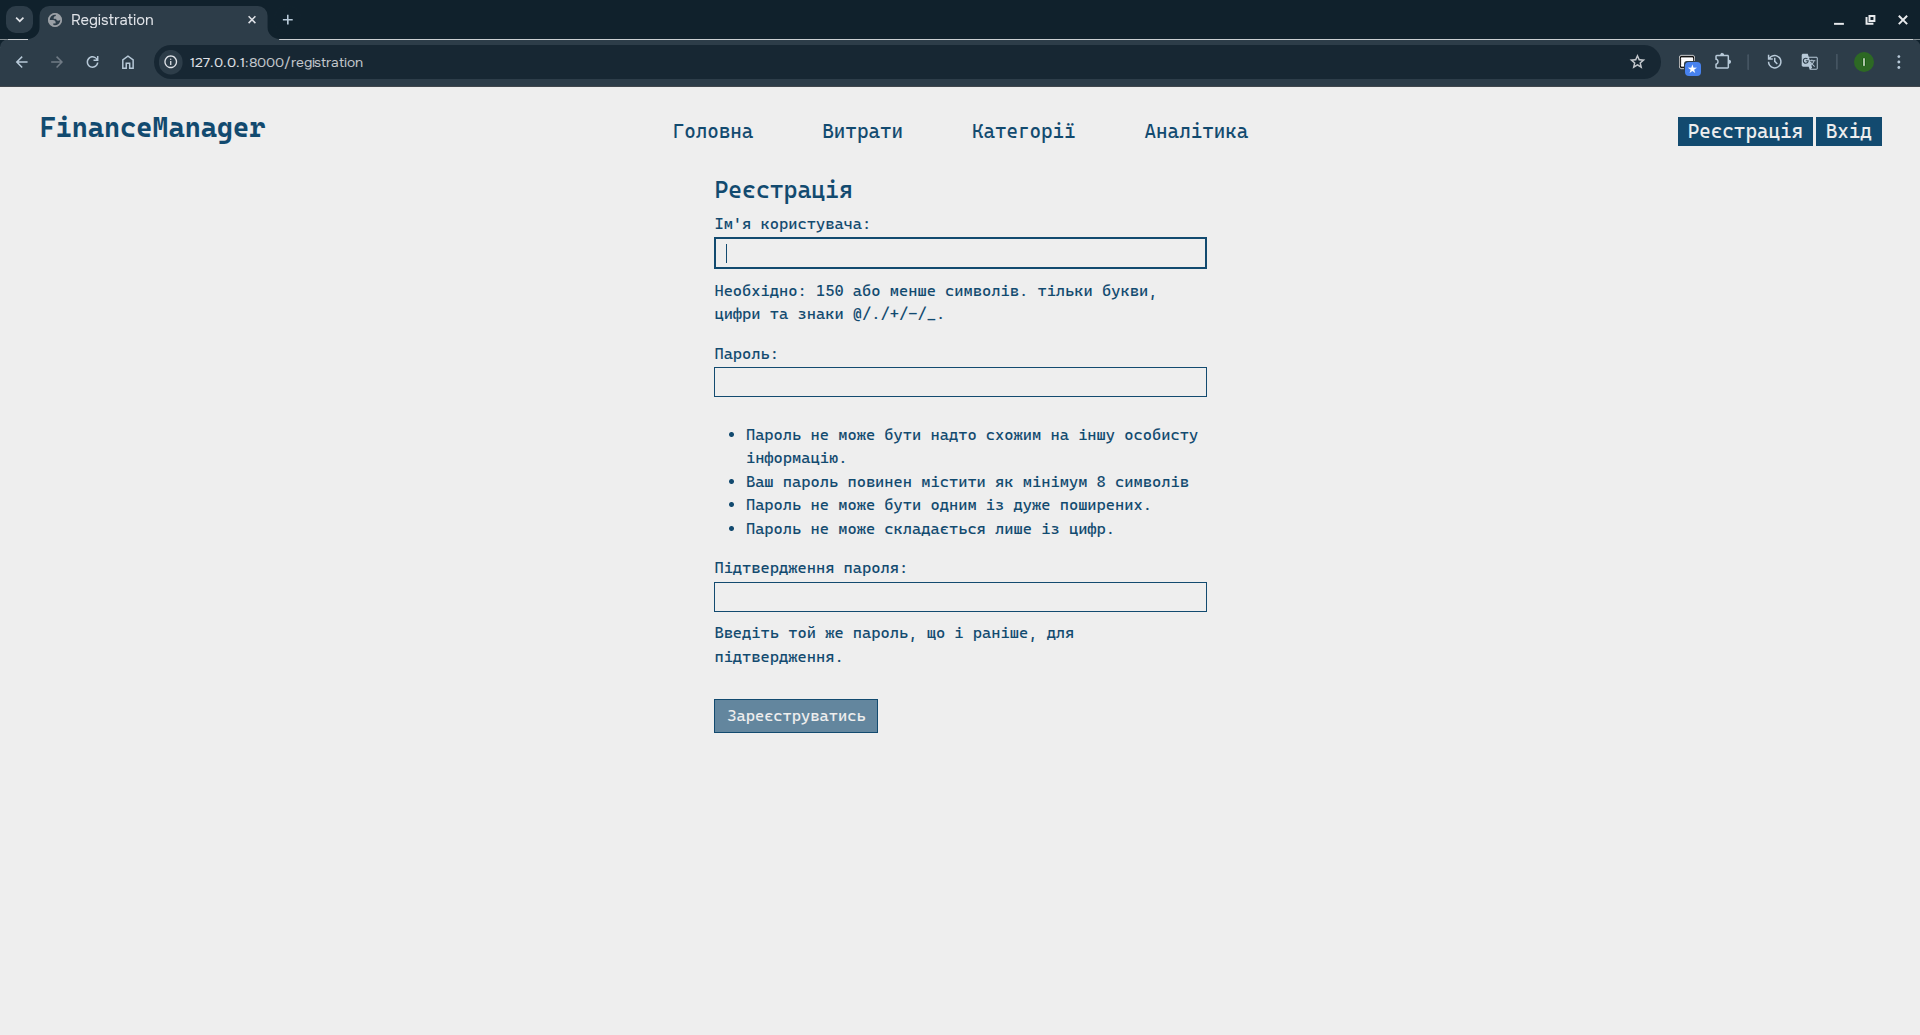 Registration
127.0.0.1:8000/registration
I
FinanceManager
Головна Витрати Категорії Аналітика
Реєстрація Вхід
Реєстрація
Ім'я користувача:
Необхідно: 150 або менше символів. тільки букви,
цифри та знаки @/./+/-/_.
Пароль:
• Пароль не може бути надто схожим на іншу особисту
інформацію.
• Ваш пароль повинен містити як мінімум 8 символів
• Пароль не може бути одним із дуже поширених.
• Пароль не може складається лише із цифр.
Підтвердження пароля:
Введіть той же пароль, що і раніше, для
підтвердження.
Зареєструватись